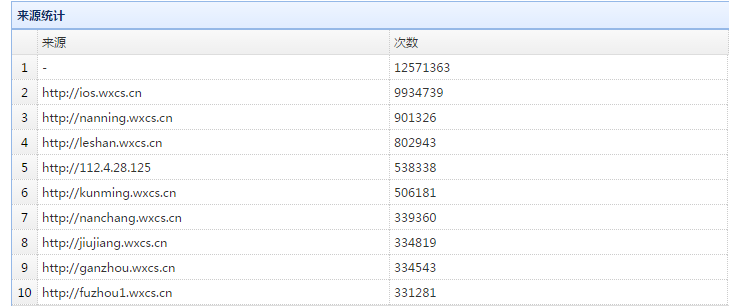 来源统计
来源 次数
1 - 12571363
2 http://ios.wxcs.cn 9934739
3 http://nanning.wxcs.cn 901326
4 http://leshan.wxcs.cn 802943
5 http://112.4.28.125 538338
6 http://kunming.wxcs.cn 506181
7 http://nanchang.wxcs.cn 339360
8 http://jiujiang.wxcs.cn 334819
9 http://ganzhou.wxcs.cn 334543
10 http://fuzhou1.wxcs.cn 331281